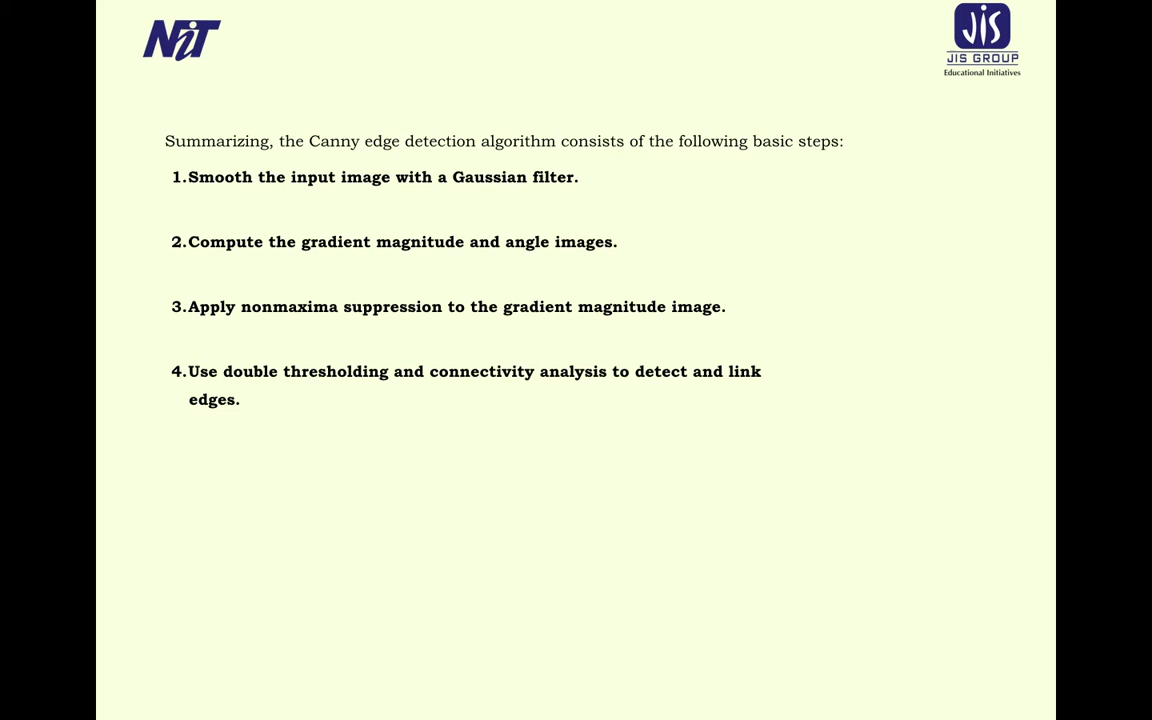 NiT
JIS
JIS GROUP
Educational Initiatives
Summarizing, the Canny edge detection algorithm consists of the following basic steps:
1.Smooth the input image with a Gaussian filter.
2.Compute the gradient magnitude and angle images.
3.Apply nonmaxima suppression to the gradient magnitude image.
4.Use double thresholding and connectivity analysis to detect and link
edges.